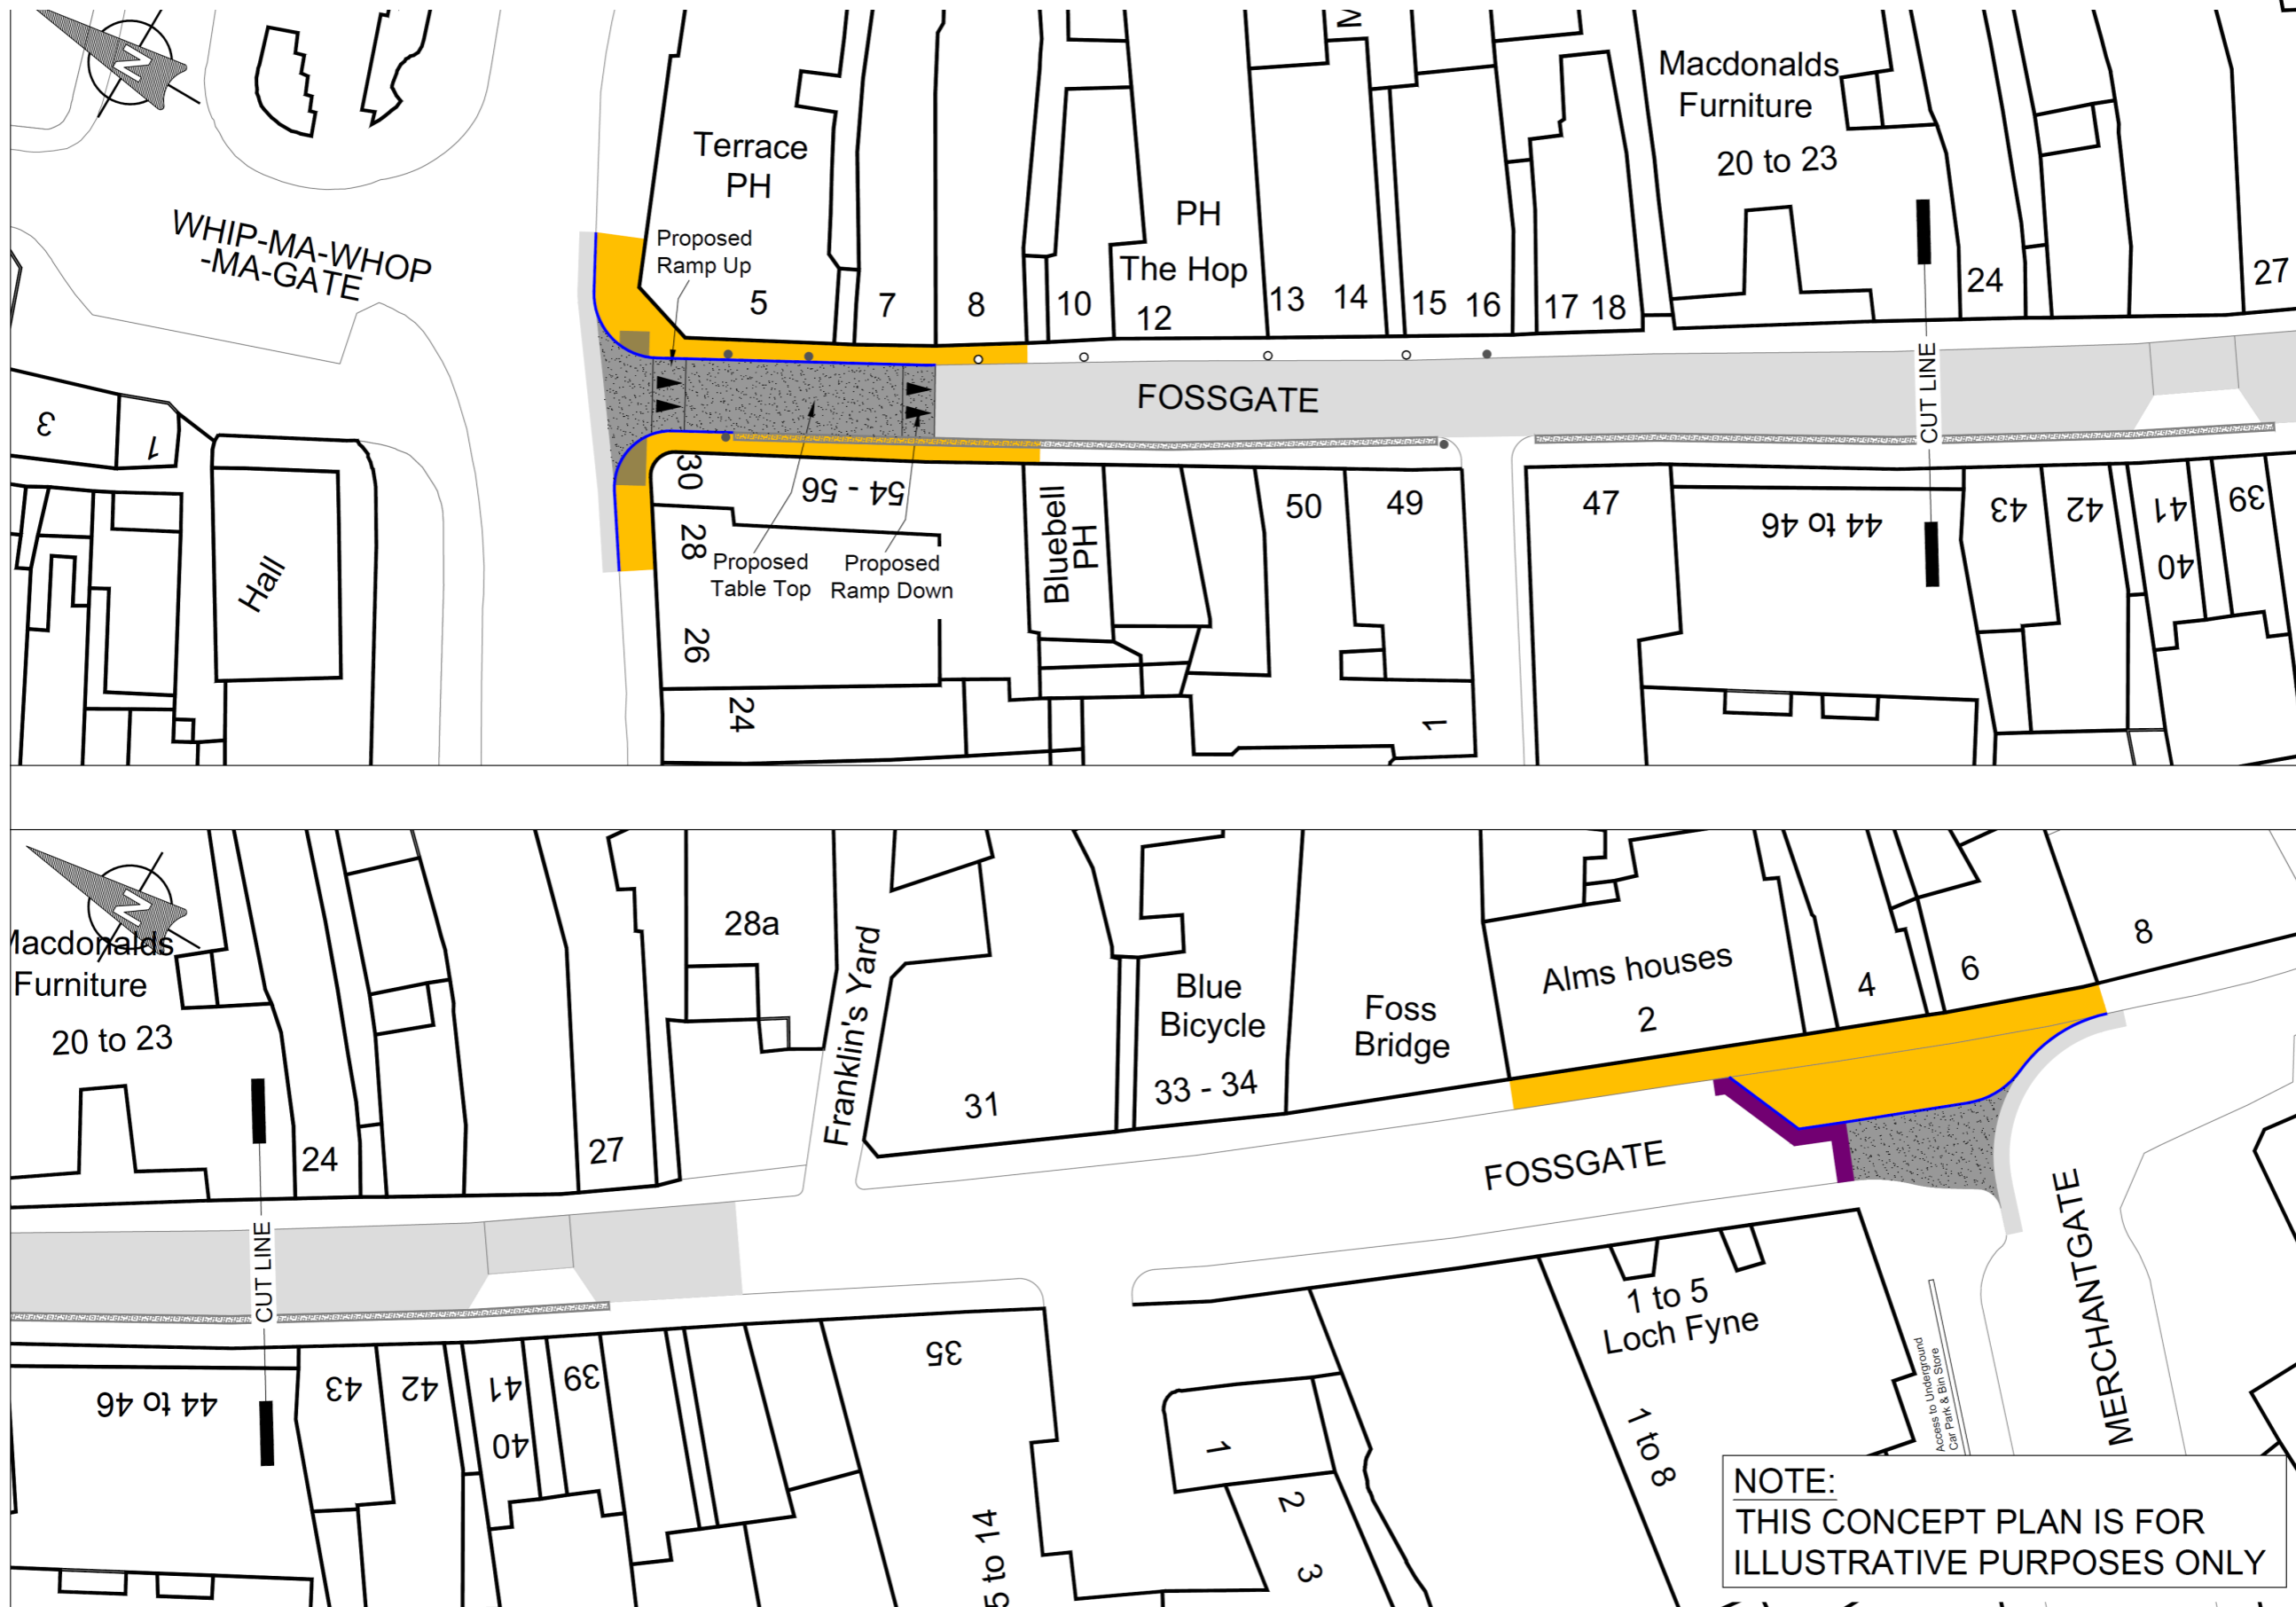 N
WHIP-MA-WHOP
-MA-GATE
Terrace
PH
Proposed
Ramp Up
5
7
8
10
PH
The Hop
12
13
14
15
16
17
18
Macdonalds
Furniture
20 to 23
24
27
FOSSGATE
CUT LINE
3
1
Hall
30
28
26
24
54 - 56
Proposed
Table Top
Proposed
Ramp Down
Bluebell
PH
50
49
1
47
44 to 46
43
42
41
40
39
N
Macdonalds
Furniture
20 to 23
24
27
28a
Franklin's Yard
31
Blue
Bicycle
33 - 34
Foss
Bridge
Alms houses
2
4
6
8
FOSSGATE
CUT LINE
MERCHANTGATE
44 to 46
43
42
41
40
39
35
5 to 14
1
2
3
1 to 5
Loch Fyne
1 to 8
Access to Underground
Car Park & Bin Store
NOTE:
THIS CONCEPT PLAN IS FOR
ILLUSTRATIVE PURPOSES ONLY